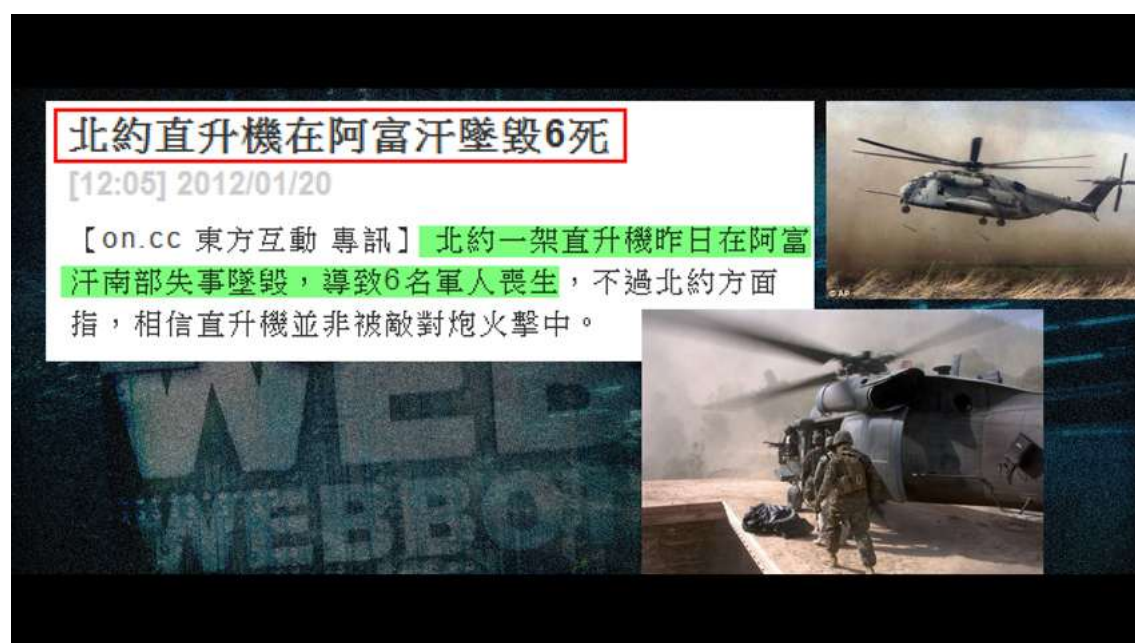 北約直升機在阿富汗墜毀6死
[12:05] 2012/01/20
【on.cc 東方互動 專訊】 北約一架直升機昨日在阿富
汗南部失事墜毀，導致6名軍人喪生，不過北約方面
指，相信直升機並非被敵對炮火擊中。
WEB
WEBBO